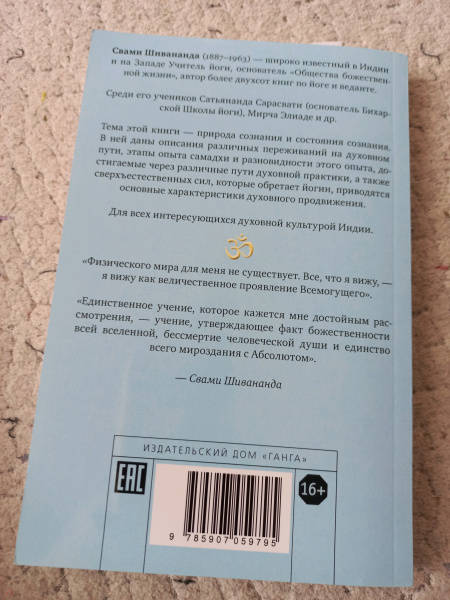 Свами Шивананда (1887–1963) — широко известный в Индии
и на Западе Учитель йоги, основатель «Общества божествен-
ной жизни», автор более двухсот книг по йоге и веданте.
Среди его учеников Сатьянанда Сарасвати (основатель Бихар-
ской Школы йоги), Мирча Элиаде и др.
Тема этой книги — природа сознания и состояния сознания.
В ней даны описания различных переживаний на духовном
пути, этапы опыта самадхи и разновидности этого опыта, до-
стигаемые через различные пути духовной практики, а также
сверхъестественных сил, которые обретает йогин, приводятся
основные характеристики духовного продвижения.
Для всех интересующихся духовной культурой Индии.
ॐ
«Физического мира для меня не существует. Все, что я вижу, —
я вижу как величественное проявление Всемогущего».
«Единственное учение, которое кажется мне достойным рас-
смотрения, — учение, утверждающее факт божественности
всей вселенной, бессмертие человеческой души и единство
всего мироздания с Абсолютом».
— Свами Шивананда
ИЗДАТЕЛЬСКИЙ ДОМ «ГАНГА»
EAC
16+
9 785907 059795